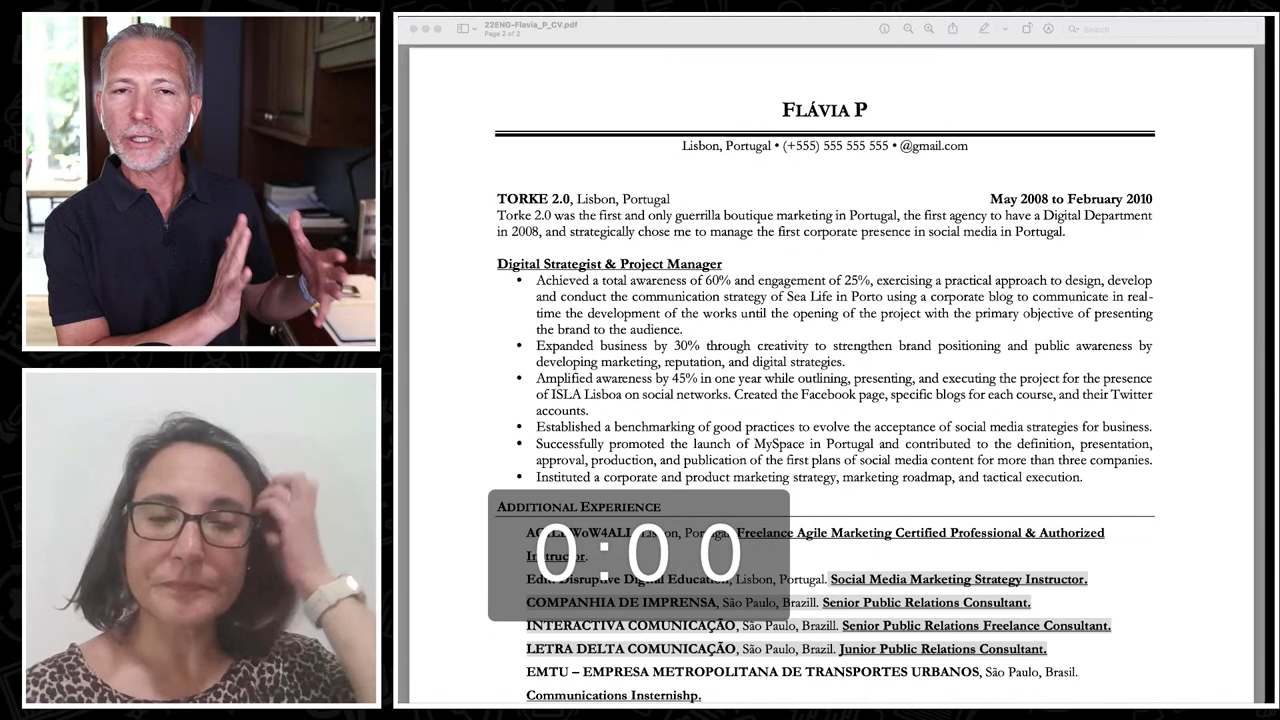 22ENG-Flavia_P_CV.pdf
Page 2 of 2
Search
FLÁVIA P
Lisbon, Portugal • (+555) 555 555 555 • @gmail.com
TORKE 2.0, Lisbon, Portugal May 2008 to February 2010
Torke 2.0 was the first and only guerrilla boutique marketing in Portugal, the first agency to have a Digital Department
in 2008, and strategically chose me to manage the first corporate presence in social media in Portugal.
Digital Strategist & Project Manager
• Achieved a total awareness of 60% and engagement of 25%, exercising a practical approach to design, develop
and conduct the communication strategy of Sea Life in Porto using a corporate blog to communicate in real-
time the development of the works until the opening of the project with the primary objective of presenting
the brand to the audience.
• Expanded business by 30% through creativity to strengthen brand positioning and public awareness by
developing marketing, reputation, and digital strategies.
• Amplified awareness by 45% in one year while outlining, presenting, and executing the project for the presence
of ISLA Lisboa on social networks. Created the Facebook page, specific blogs for each course, and their Twitter
accounts.
• Established a benchmarking of good practices to evolve the acceptance of social media strategies for business.
• Successfully promoted the launch of MySpace in Portugal and contributed to the definition, presentation,
approval, production, and publication of the first plans of social media content for more than three companies.
• Instituted a corporate and product marketing strategy, marketing roadmap, and tactical execution.
ADDITIONAL EXPERIENCE
Freelance Agile Marketing Certified Professional & Authorized
Instructor.
0:00
Disruptive Digital Education, Lisbon, Portugal. Social Media Marketing Strategy Instructor.
COMPANHIA DE IMPRENSA, São Paulo, Brazill. Senior Public Relations Consultant.
INTERACTIVA COMUNICAÇÃO, São Paulo, Brazill. Senior Public Relations Freelance Consultant.
LETRA DELTA COMUNICAÇÃO, São Paulo, Brazil. Junior Public Relations Consultant.
EMTU – EMPRESA METROPOLITANA DE TRANSPORTES URBANOS, São Paulo, Brasil.
Communications Insternishp.